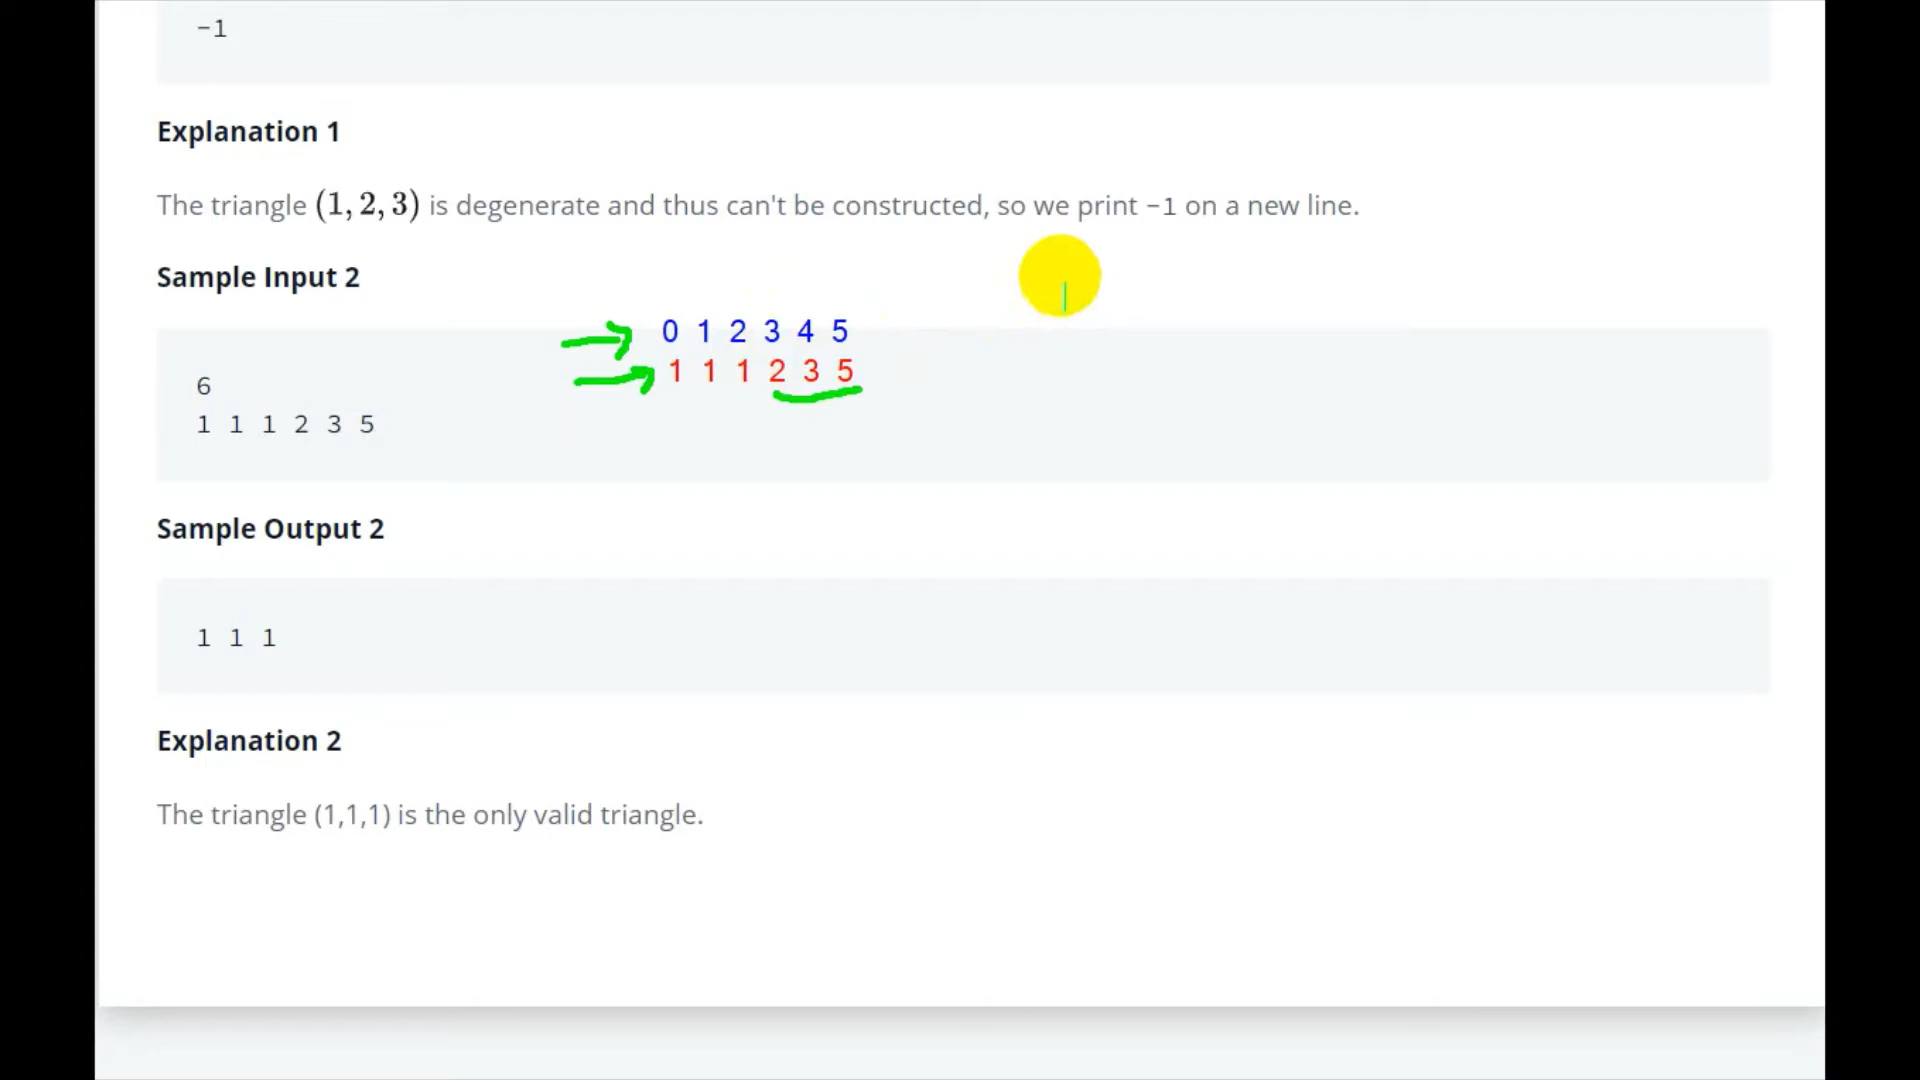 -1
Explanation 1
The triangle (1, 2, 3) is degenerate and thus can't be constructed, so we print -1 on a new line.
Sample Input 2
0 1 2 3 4 5
1 1 1 2 3 5
6
1 1 1 2 3 5
Sample Output 2
1 1 1
Explanation 2
The triangle (1,1,1) is the only valid triangle.